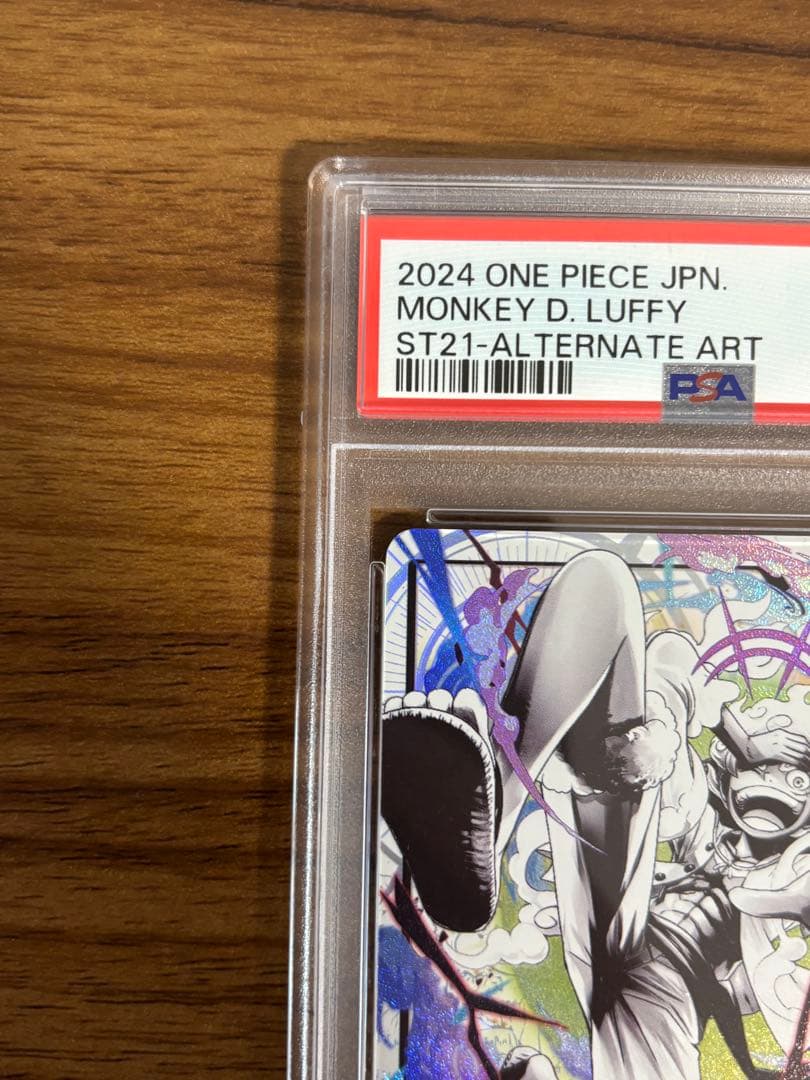 2024 ONE PIECE JPN.
MONKEY D. LUFFY
ST21-ALTERNATE ART
PSA